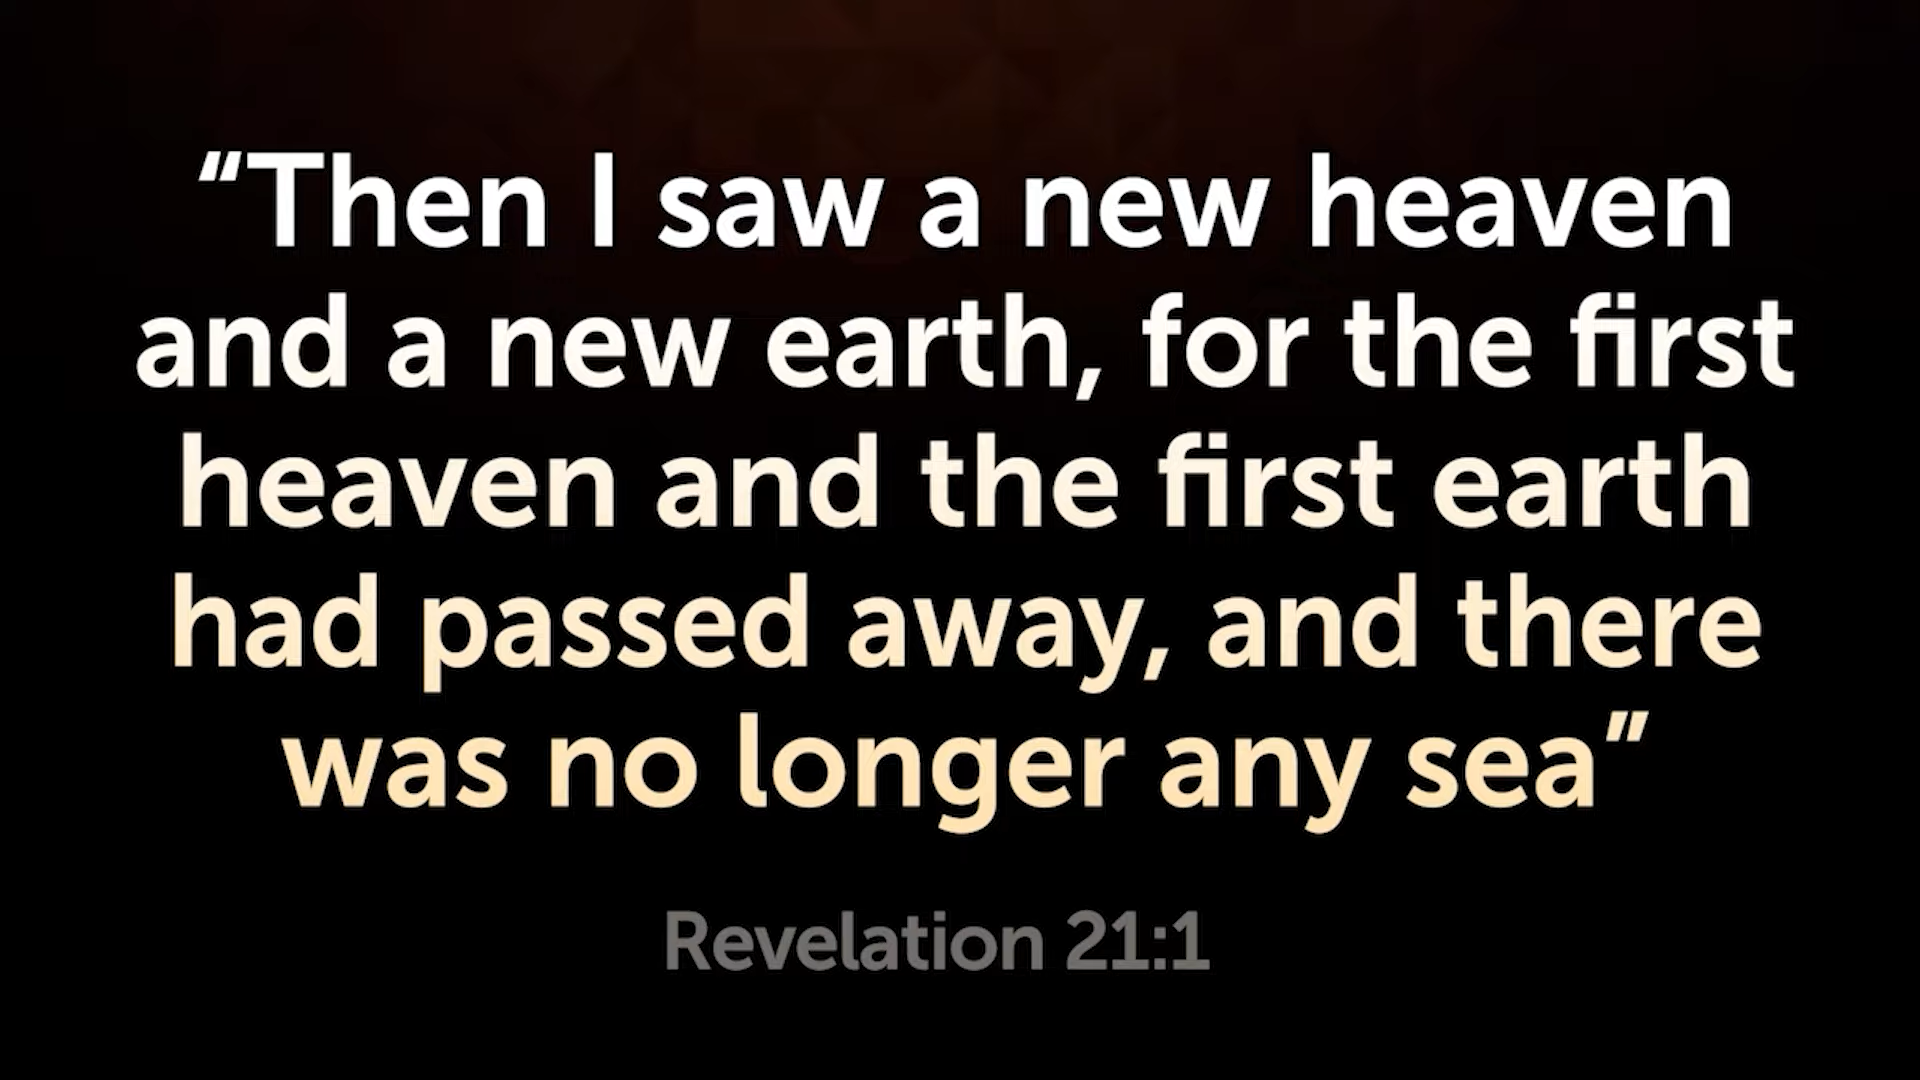 “Then I saw a new heaven
and a new earth, for the first
heaven and the first earth
had passed away, and there
was no longer any sea”
Revelation 21:1